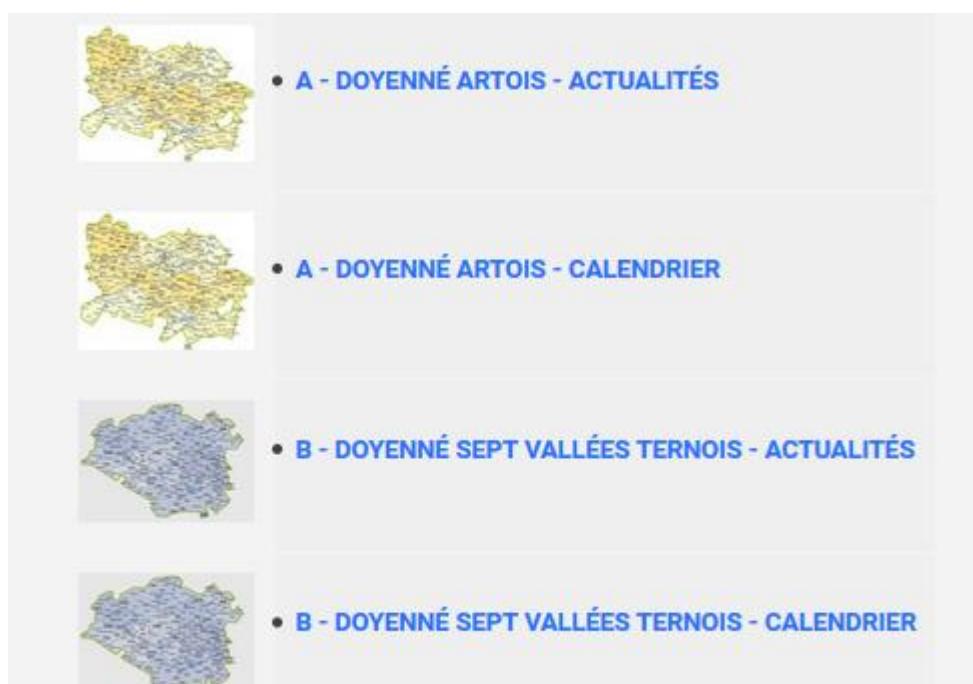 A - DOYENNÉ ARTOIS - ACTUALITÉS
A - DOYENNÉ ARTOIS - CALENDRIER
B - DOYENNÉ SEPT VALLÉES TERNOIS - ACTUALITÉS
B - DOYENNÉ SEPT VALLÉES TERNOIS - CALENDRIER